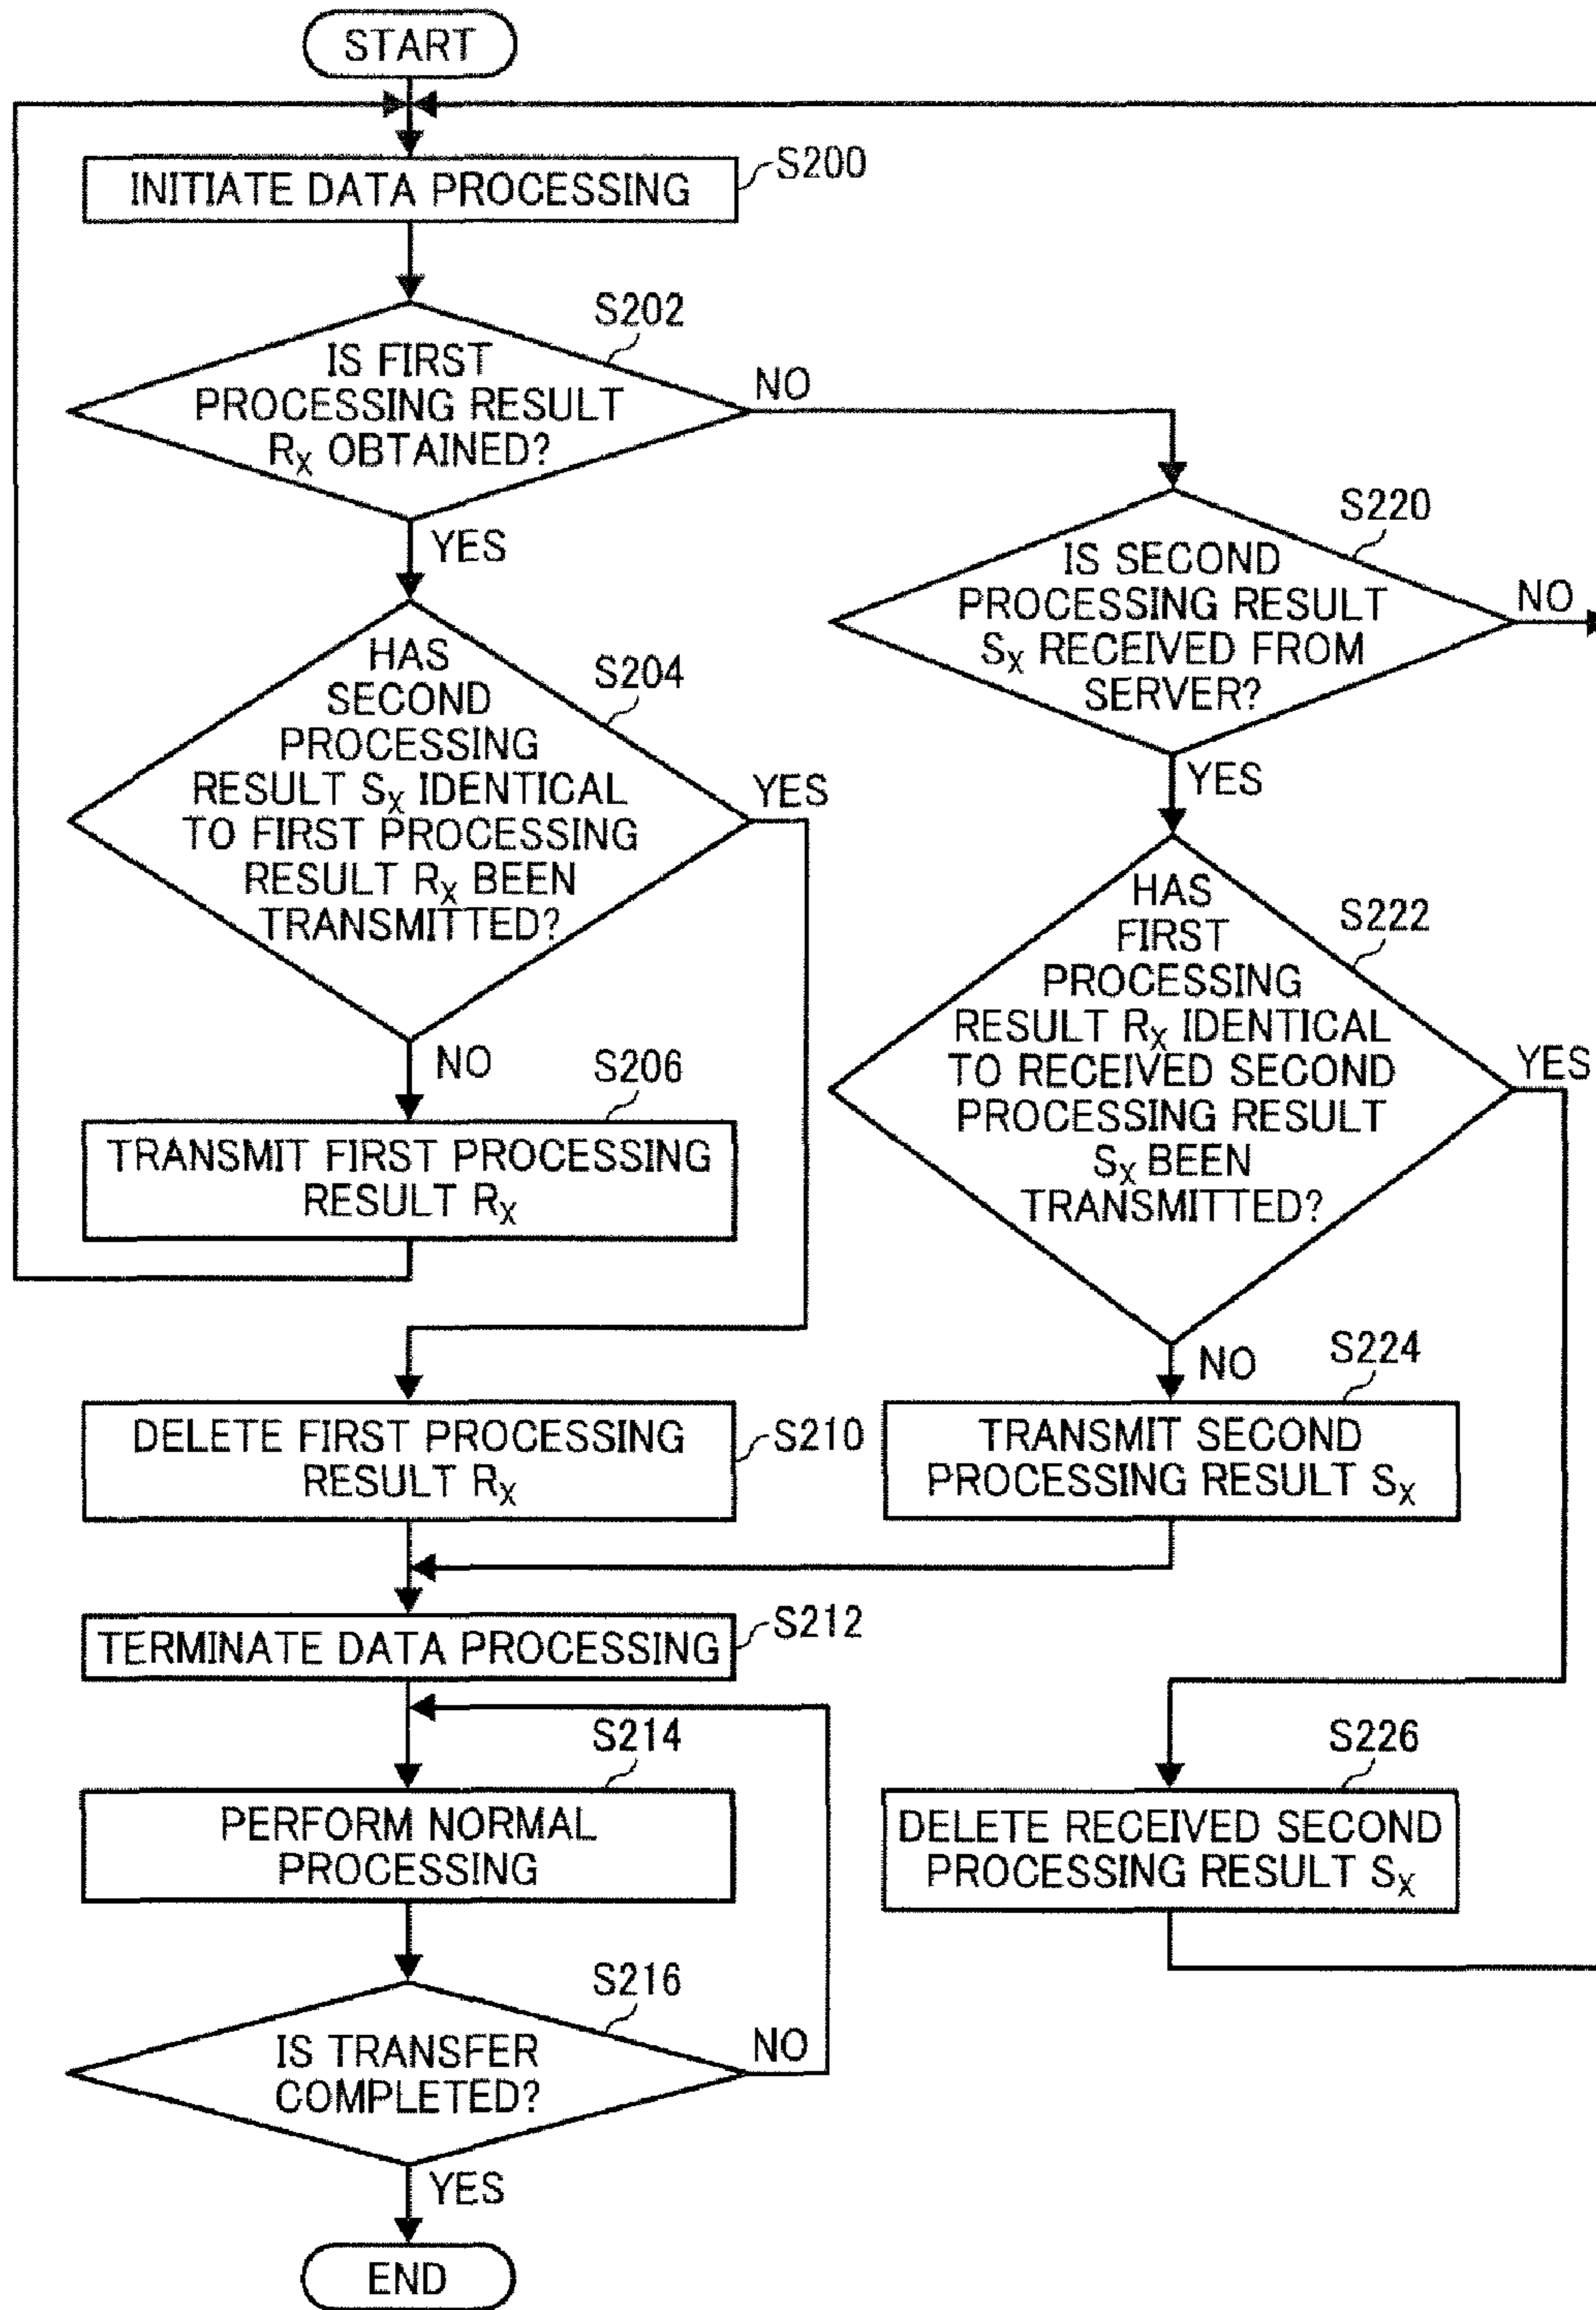 START
INITIATE DATA PROCESSING
S200
S202
IS FIRST
PROCESSING RESULT
RX OBTAINED?
NO
YES
S204
HAS
SECOND
PROCESSING
RESULT SX IDENTICAL
TO FIRST PROCESSING
RESULT RX BEEN
TRANSMITTED?
YES
NO
S206
TRANSMIT FIRST PROCESSING
RESULT RX
DELETE FIRST PROCESSING
RESULT RX
S210
TERMINATE DATA PROCESSING
S212
S214
PERFORM NORMAL
PROCESSING
S216
IS TRANSFER
COMPLETED?
NO
YES
END
S220
IS SECOND
PROCESSING RESULT
SX RECEIVED FROM
SERVER?
NO
YES
S222
HAS
FIRST
PROCESSING
RESULT RX IDENTICAL
TO RECEIVED SECOND
PROCESSING RESULT
SX BEEN
TRANSMITTED?
YES
NO
S224
TRANSMIT SECOND
PROCESSING RESULT SX
S226
DELETE RECEIVED SECOND
PROCESSING RESULT SX